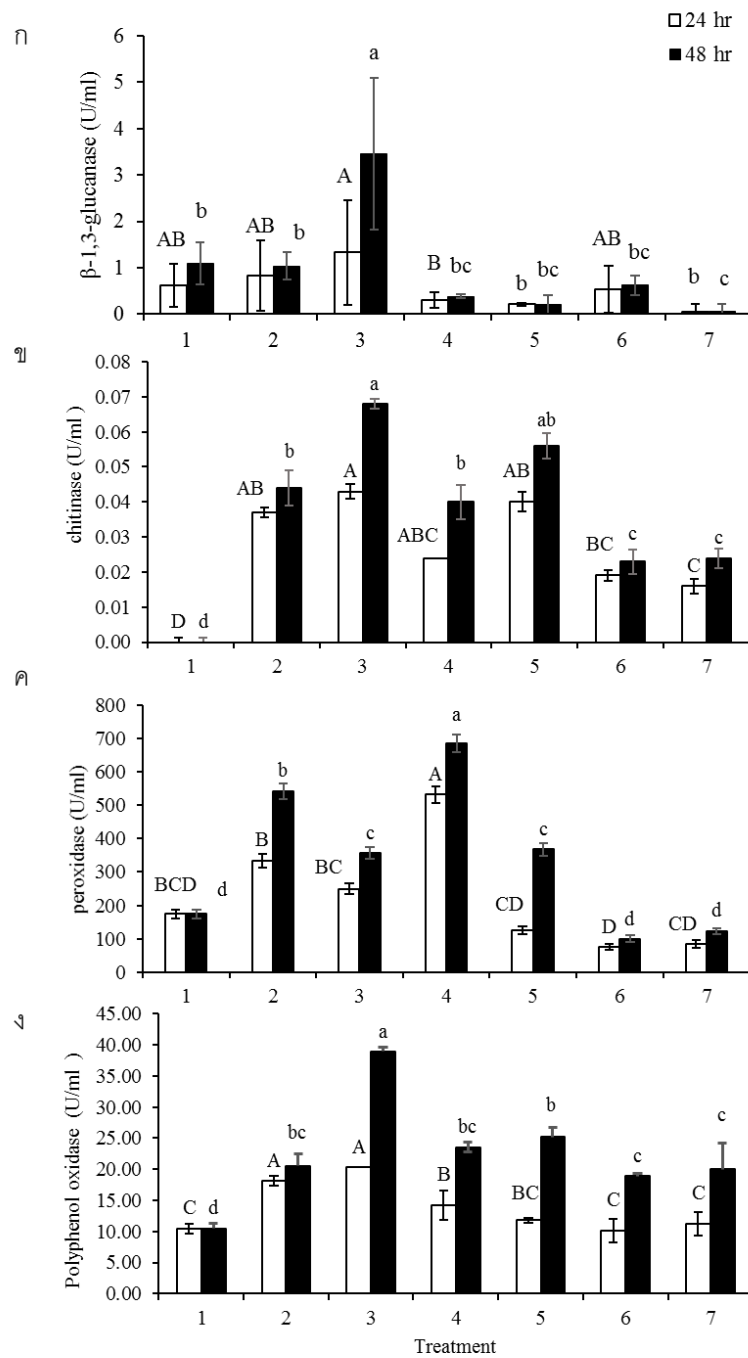 ก
24 hr
48 hr
β-1,3-glucanase (U/ml)
6
5
4
3
2
1
0
AB b AB b A a B bc b bc AB bc b c
1 2 3 4 5 6 7
ข
chitinase (U/ml)
0.08
0.07
0.06
0.05
0.04
0.03
0.02
0.01
0.00
D d AB b A a ABC b AB ab BC c C c
1 2 3 4 5 6 7
ค
peroxidase (U/ml)
800
700
600
500
400
300
200
100
0
BCD d B b BC c A a CD c D d CD d
1 2 3 4 5 6 7
ง
Polyphenol oxidase (U/ml )
45.00
40.00
35.00
30.00
25.00
20.00
15.00
10.00
5.00
0.00
C d A bc A a B bc BC b C c C c
1 2 3 4 5 6 7
Treatment